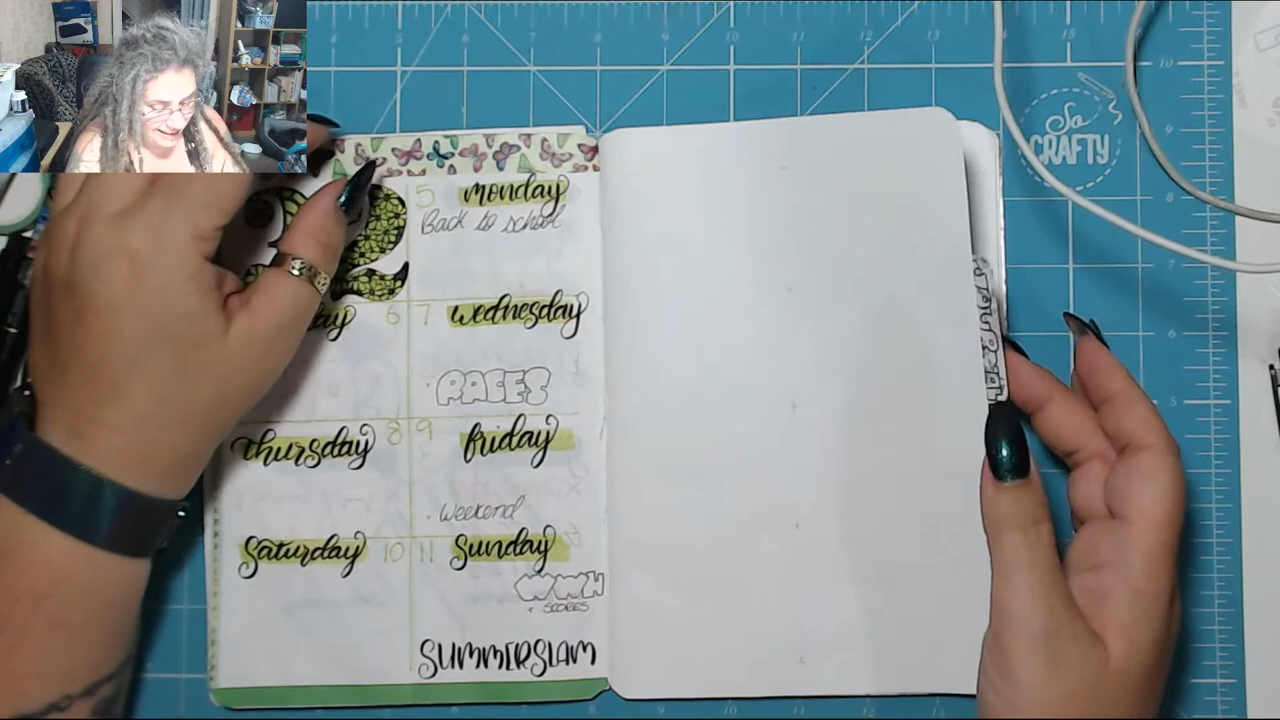 5 monday
Back to school
6
7 wednesday
RACES
thursday 8
9 friday
weekend
saturday 10
11 sunday
WWH
+ SCORES
SUMMERSLAM
So
CRAFTY